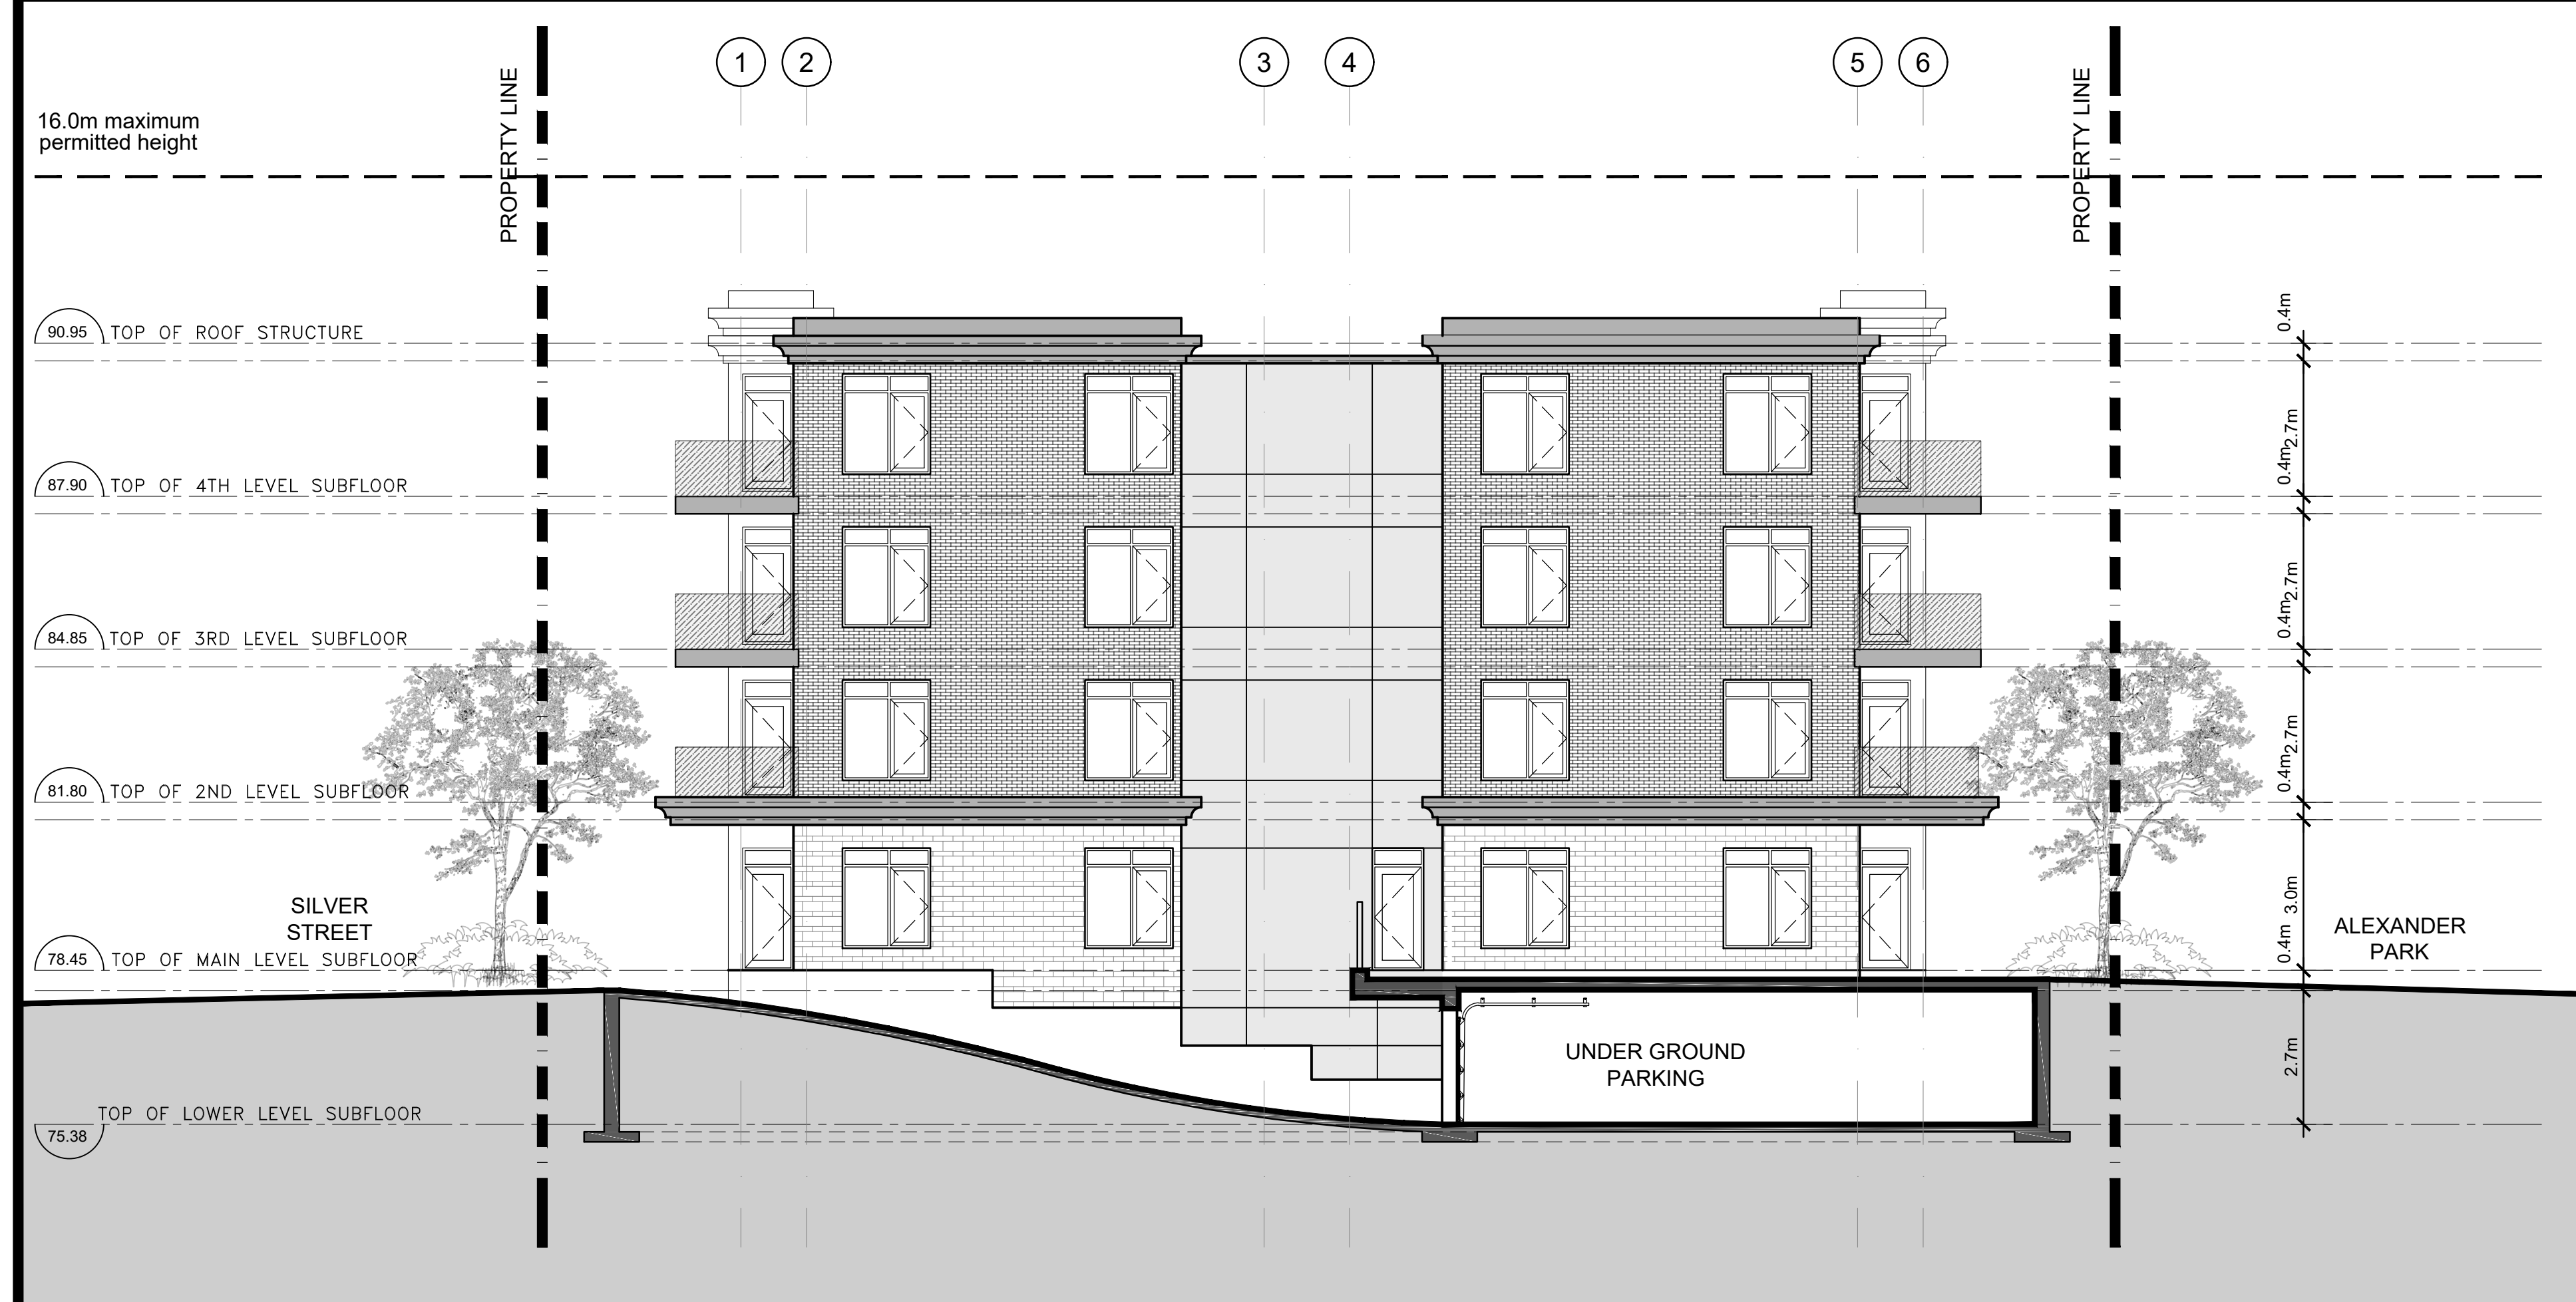 1
2
3
4
5
6
PROPERTY LINE
PROPERTY LINE
16.0m maximum
permitted height
90.95 TOP OF ROOF STRUCTURE
0.4m
2.7m
87.90 TOP OF 4TH LEVEL SUBFLOOR
0.4m
2.7m
84.85 TOP OF 3RD LEVEL SUBFLOOR
0.4m
2.7m
81.80 TOP OF 2ND LEVEL SUBFLOOR
0.4m
3.0m
SILVER
STREET
ALEXANDER
PARK
78.45 TOP OF MAIN LEVEL SUBFLOOR
0.4m
UNDER GROUND
PARKING
2.7m
TOP OF LOWER LEVEL SUBFLOOR
75.38